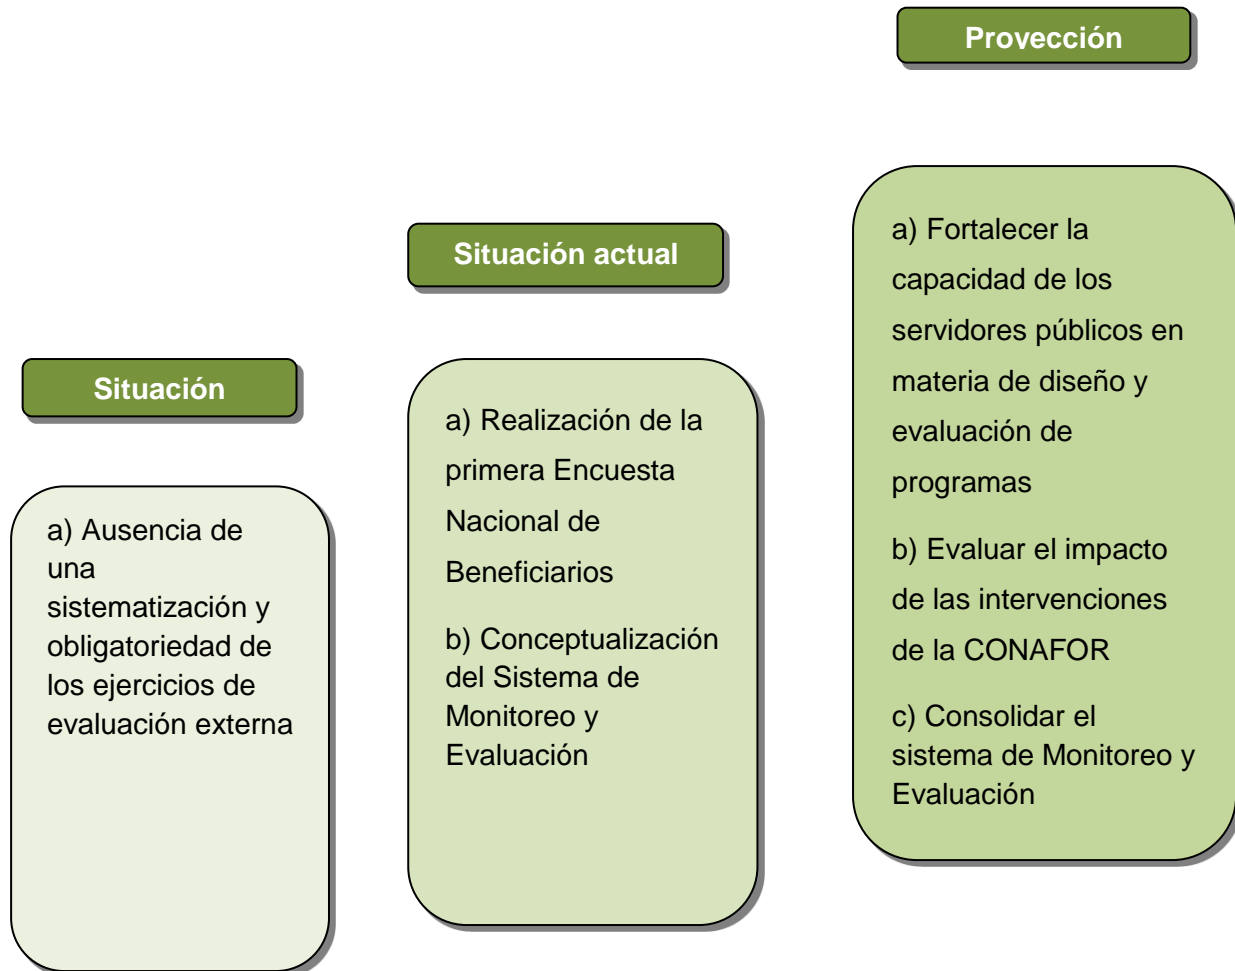 Situación
a) Ausencia de
una
sistematización y
obligatoriedad de
los ejercicios de
evaluación externa
Situación actual
a) Realización de la
primera Encuesta
Nacional de
Beneficiarios
b) Conceptualización
del Sistema de
Monitoreo y
Evaluación
Proyección
a) Fortalecer la
capacidad de los
servidores públicos en
materia de diseño y
evaluación de
programas
b) Evaluar el impacto
de las intervenciones
de la CONAFOR
c) Consolidar el
sistema de Monitoreo y
Evaluación